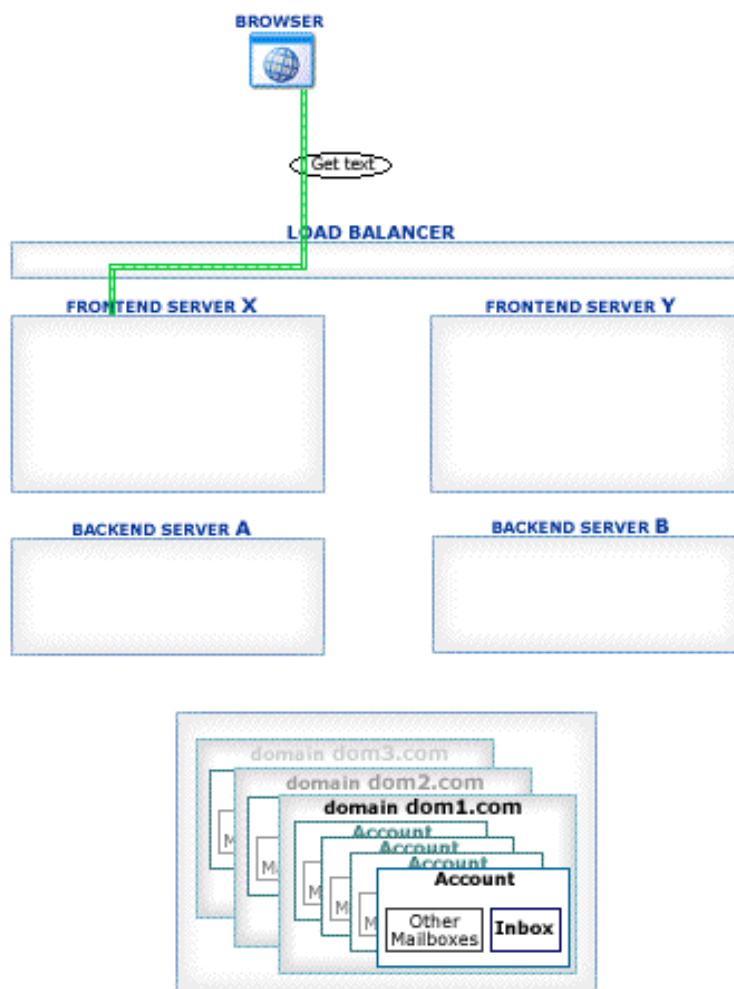 BROWSER
Get text
LOAD BALANCER
FRONTEND SERVER X
FRONTEND SERVER Y
BACKEND SERVER A
BACKEND SERVER B
domain dom3.com
domain dom2.com
domain dom1.com
Account
Account
Account
Account
Other
Mailboxes
Inbox